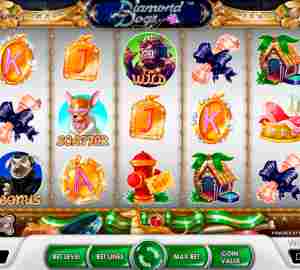 Diamond
Dogs
K
J
WILD
SCATTER
J
K
BONUS
A
BET LEVEL
BET LINES
MAX BET
COIN
VALUE